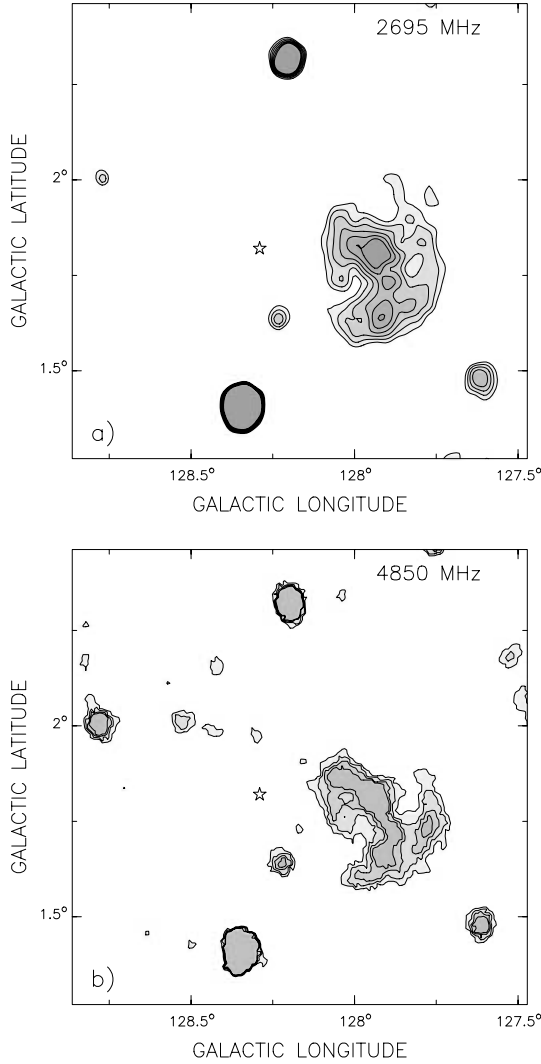 2695 MHz
2°
1.5°
GALACTIC LATITUDE
a)
128.5° 128° 127.5°
GALACTIC LONGITUDE
4850 MHz
2°
1.5°
GALACTIC LATITUDE
b)
128.5° 128° 127.5°
GALACTIC LONGITUDE